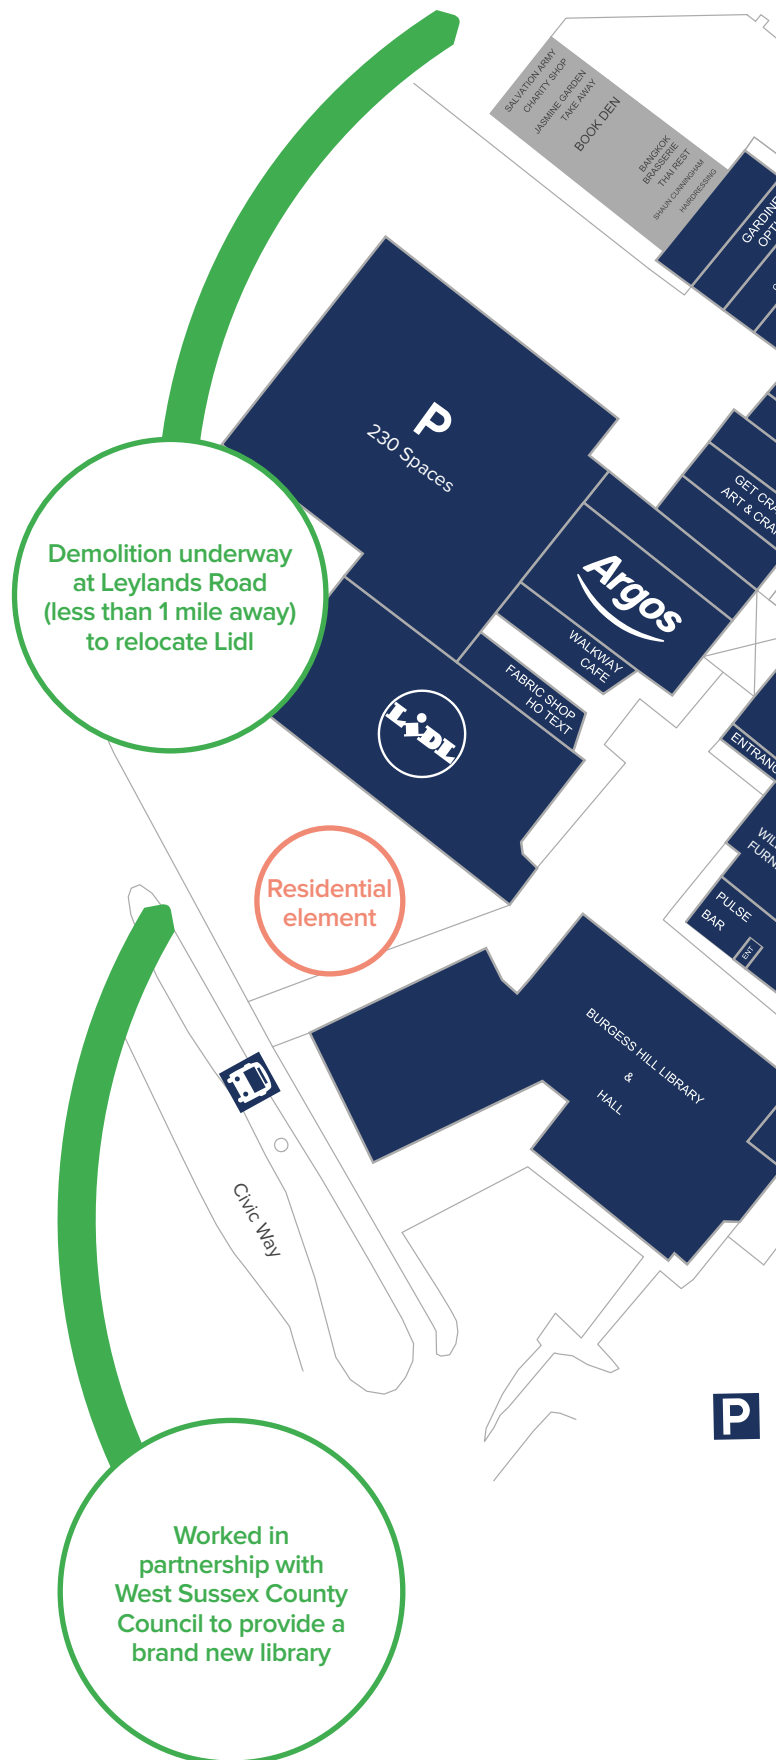 SALVATION ARMY
CHARITY SHOP
JASMINE GARDEN
TAKE AWAY
BOOK DEN
BANGKOK
BRASSERIE
THAI REST
SHAUN CUNNINGHAM
HAIRDRESSING
P
230 Spaces
Demolition underway
at Leylands Road
(less than 1 mile away)
to relocate Lidl
Argos
GET
ART &
WALKWAY
CAFE
FABRIC SHOP
HO TEXT
LIDL
Residential
element
PULSE
BAR
ENT
BURGESS HILL LIBRARY
&
HALL
Civic Way
P
Worked in
partnership with
West Sussex County
Council to provide a
brand new library